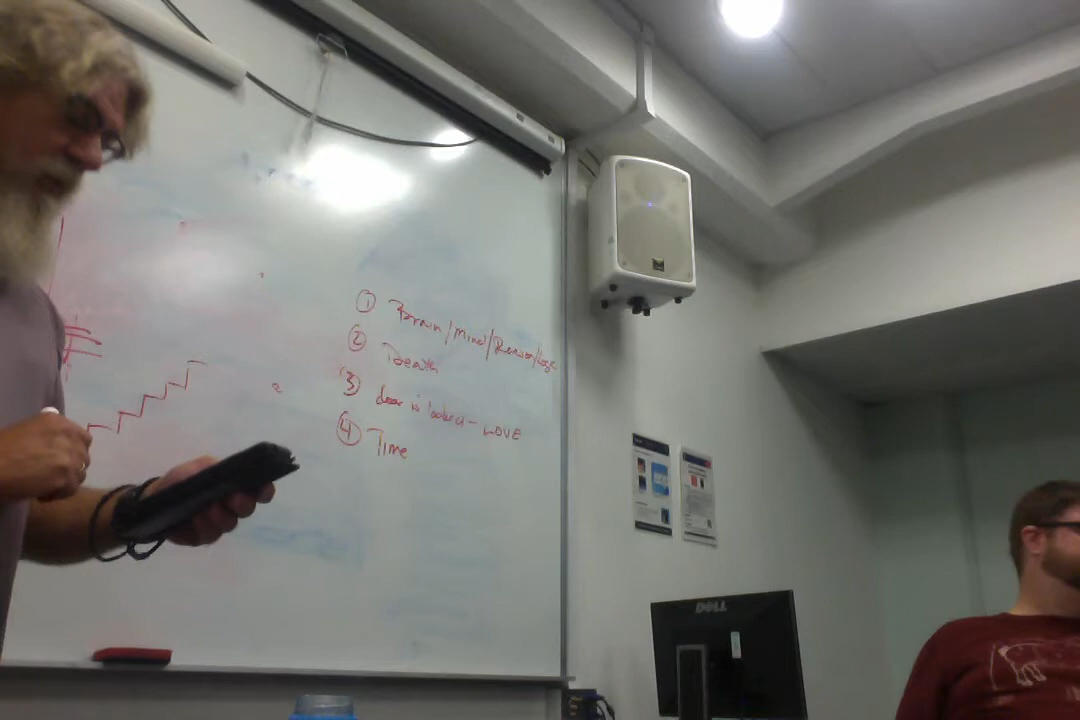 ① Brain/Mind/Reason/Logic
② Death
③ door is locked - LOVE
④ Time
DELL